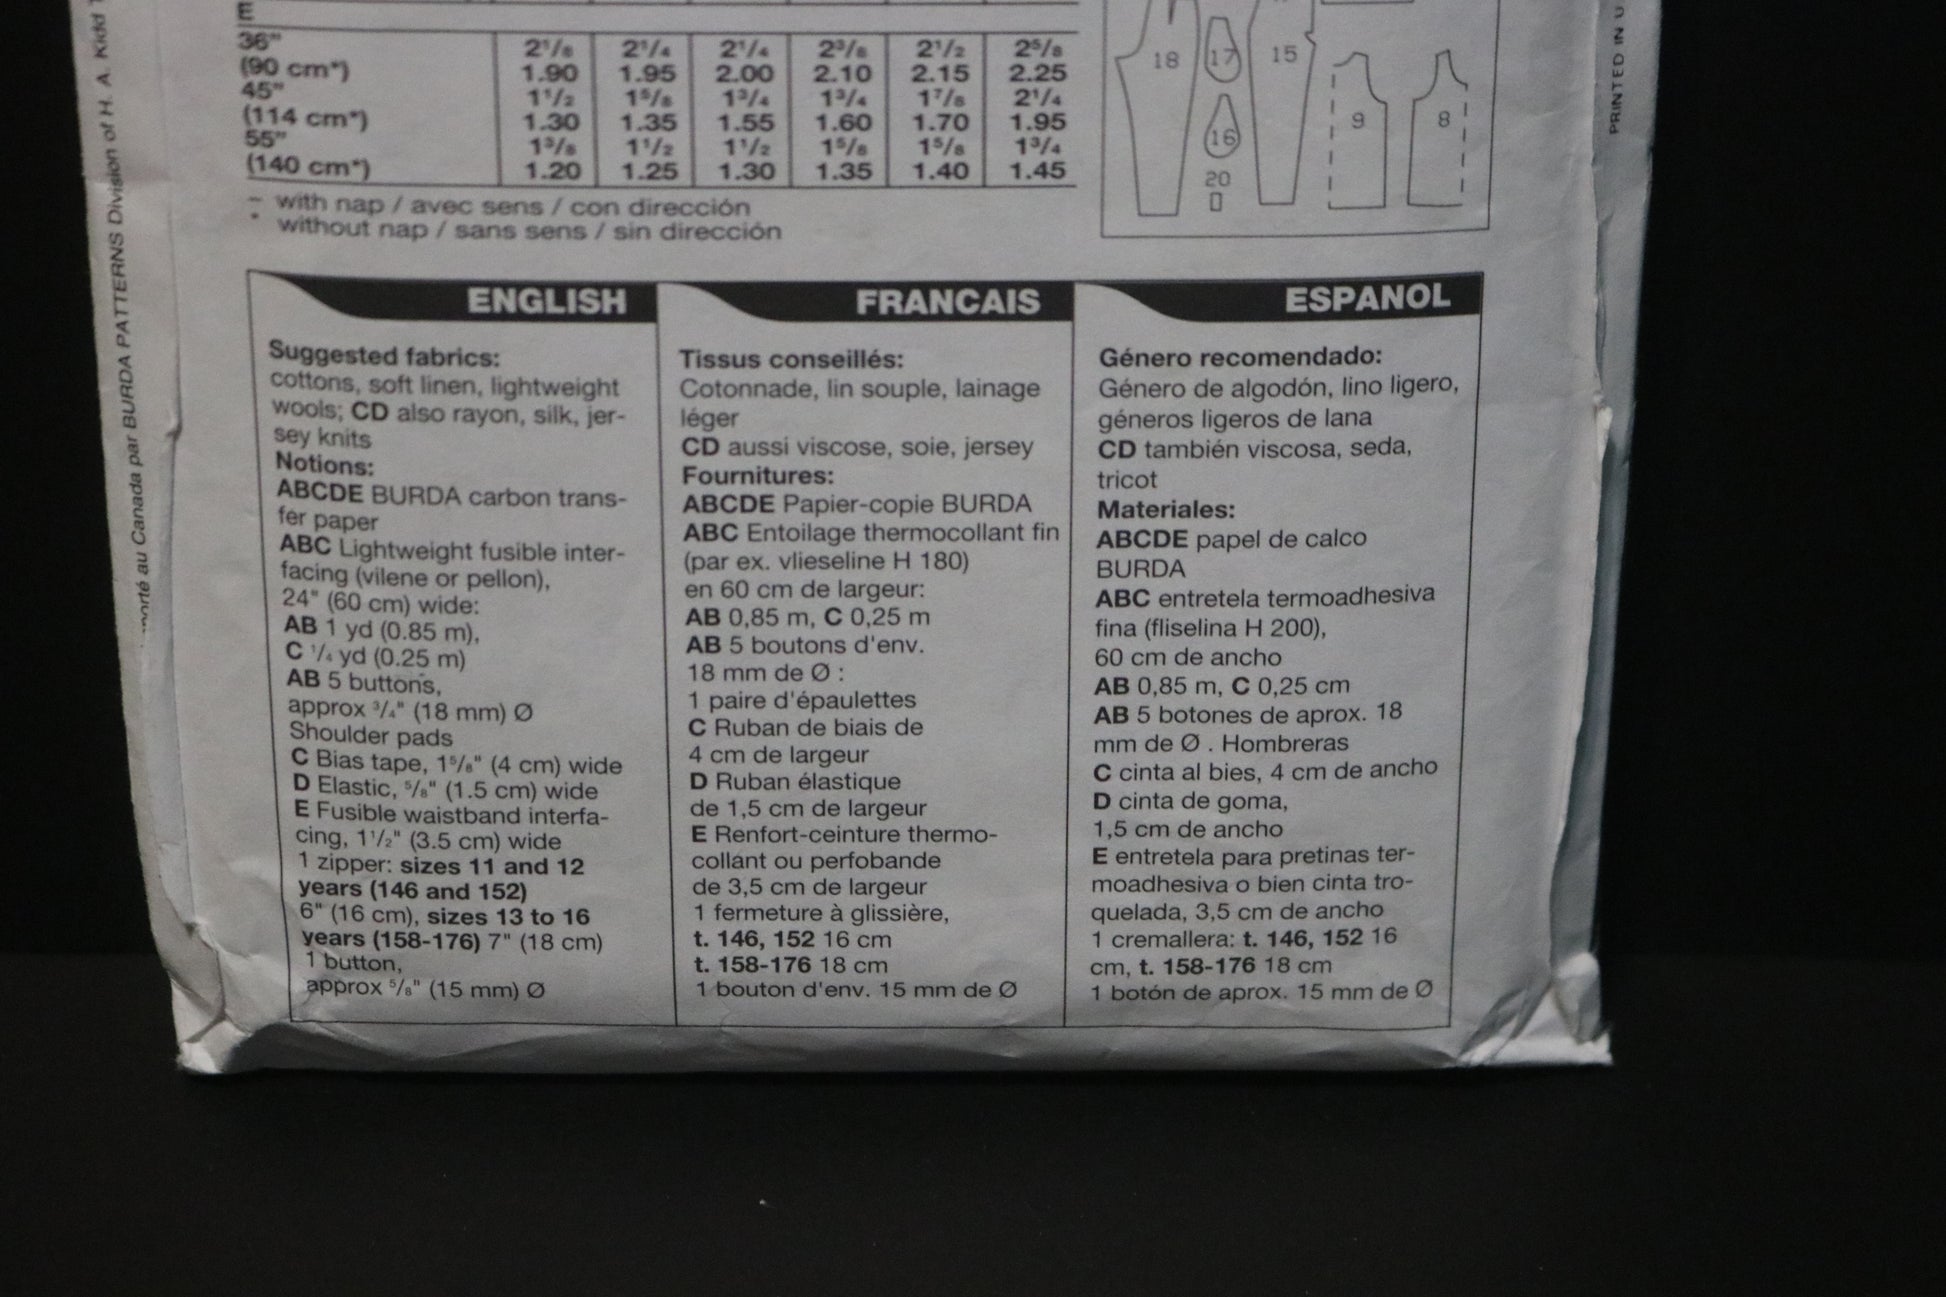 E
36" 2¹/₈ 2¹/₄ 2¹/₄ 2³/₈ 2¹/₂ 2⁵/₈
(90 cm*) 1.90 1.95 2.00 2.10 2.15 2.25
45" 1¹/₂ 1⁵/₈ 1³/₄ 1³/₄ 1⁷/₈ 2¹/₄
(114 cm*) 1.30 1.35 1.55 1.60 1.70 1.95
55" 1³/₈ 1¹/₂ 1¹/₂ 1⁵/₈ 1⁵/₈ 1³/₄
(140 cm*) 1.20 1.25 1.30 1.35 1.40 1.45
– with nap / avec sens / con dirección
* without nap / sans sens / sin dirección
18 17 15
9 8
16
20
PRINTED IN U
au Canada par BURDA PATTERNS Division of H. A. Kidd
ENGLISH
Suggested fabrics:
cottons, soft linen, lightweight
wools; CD also rayon, silk, jer-
sey knits
Notions:
ABCDE BURDA carbon trans-
fer paper
ABC Lightweight fusible inter-
facing (vilene or pellon),
24" (60 cm) wide:
AB 1 yd (0.85 m),
C ¹/₄ yd (0.25 m)
AB 5 buttons,
approx ³/₄" (18 mm) Ø
Shoulder pads
C Bias tape, 1⁵/₈" (4 cm) wide
D Elastic, ⁵/₈" (1.5 cm) wide
E Fusible waistband interfa-
cing, 1¹/₂" (3.5 cm) wide
1 zipper: sizes 11 and 12
years (146 and 152)
6" (16 cm), sizes 13 to 16
years (158-176) 7" (18 cm)
1 button,
approx ⁵/₈" (15 mm) Ø
FRANCAIS
Tissus conseillés:
Cotonnade, lin souple, lainage
léger
CD aussi viscose, soie, jersey
Fournitures:
ABCDE Papier-copie BURDA
ABC Entoilage thermocollant fin
(par ex. vlieseline H 180)
en 60 cm de largeur:
AB 0,85 m, C 0,25 m
AB 5 boutons d'env.
18 mm de Ø :
1 paire d'épaulettes
C Ruban de biais de
4 cm de largeur
D Ruban élastique
de 1,5 cm de largeur
E Renfort-ceinture thermo-
collant ou perfobande
de 3,5 cm de largeur
1 fermeture à glissière,
t. 146, 152 16 cm
t. 158-176 18 cm
1 bouton d'env. 15 mm de Ø
ESPANOL
Género recomendado:
Género de algodón, lino ligero,
géneros ligeros de lana
CD también viscosa, seda,
tricot
Materiales:
ABCDE papel de calco
BURDA
ABC entretela termoadhesiva
fina (fliselina H 200),
60 cm de ancho
AB 0,85 m, C 0,25 cm
AB 5 botones de aprox. 18
mm de Ø . Hombreras
C cinta al bies, 4 cm de ancho
D cinta de goma,
1,5 cm de ancho
E entretela para pretinas ter-
moadhesiva o bien cinta tro-
quelada, 3,5 cm de ancho
1 cremallera: t. 146, 152 16
cm, t. 158-176 18 cm
1 botón de aprox. 15 mm de Ø